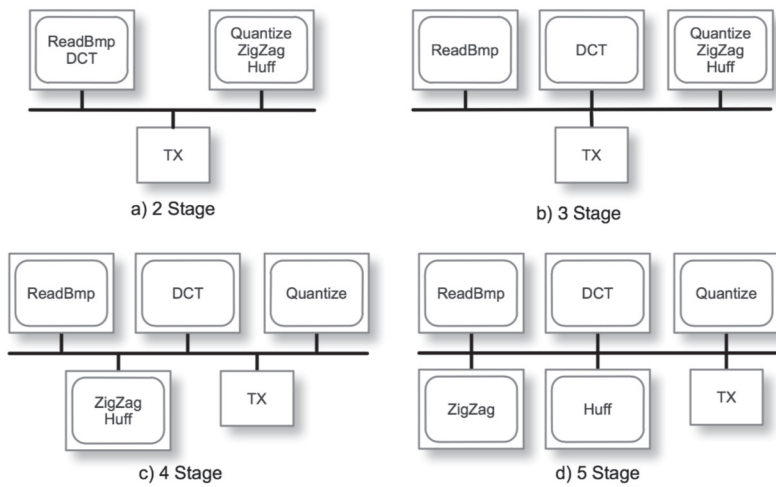 ReadBmp
DCT
Quantize
ZigZag
Huff
TX
a) 2 Stage
ReadBmp
DCT
Quantize
ZigZag
Huff
TX
b) 3 Stage
ReadBmp
DCT
Quantize
ZigZag
Huff
TX
c) 4 Stage
ReadBmp
DCT
Quantize
ZigZag
Huff
TX
d) 5 Stage